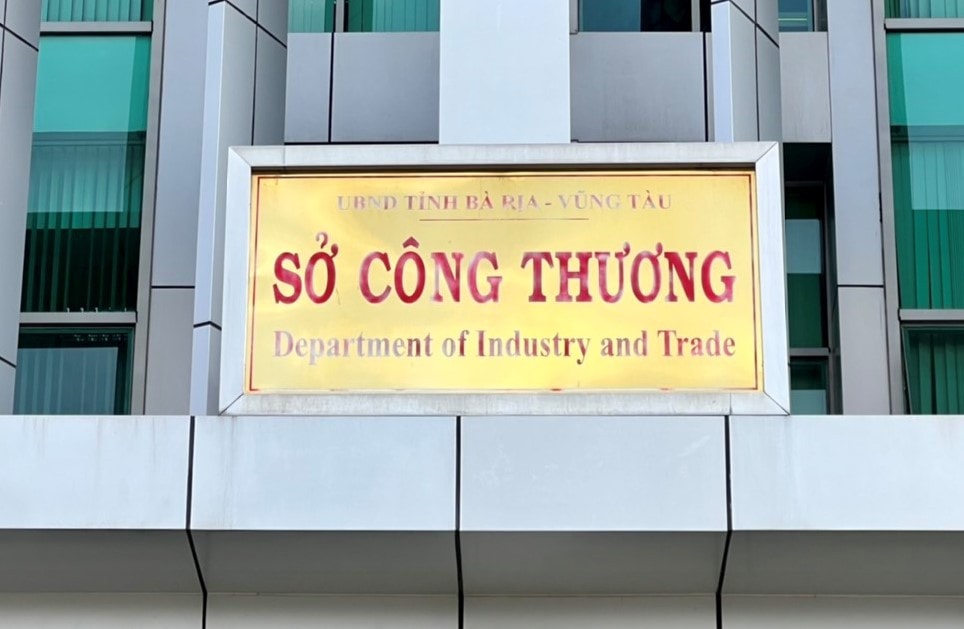 UBND TỈNH BÀ RỊA - VŨNG TÀU
SỞ CÔNG THƯƠNG
Department of Industry and Trade